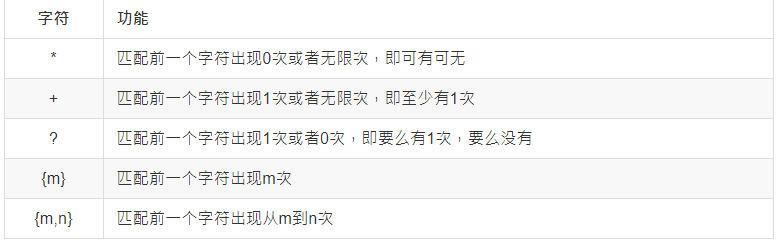 字符 功能
* 匹配前一个字符出现0次或者无限次，即可有可无
+ 匹配前一个字符出现1次或者无限次，即至少有1次
? 匹配前一个字符出现1次或者0次，即要么有1次，要么没有
{m} 匹配前一个字符出现m次
{m,n} 匹配前一个字符出现从m到n次